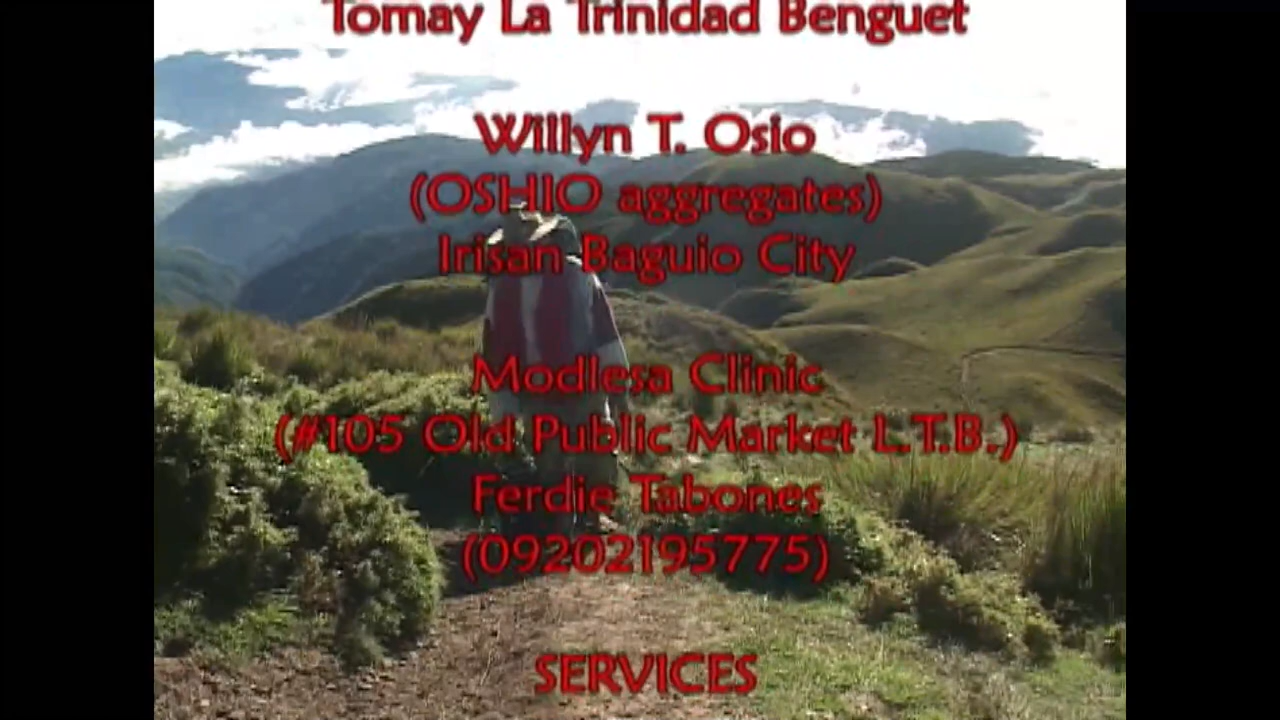 Tomay La Trinidad Benguet
Willyn T. Osio
(OSHIO aggregates)
Irisan Baguio City
Modlesa Clinic
(#105 Old Public Market L.T.B.)
Ferdie Tabones
(09202195775)
SERVICES